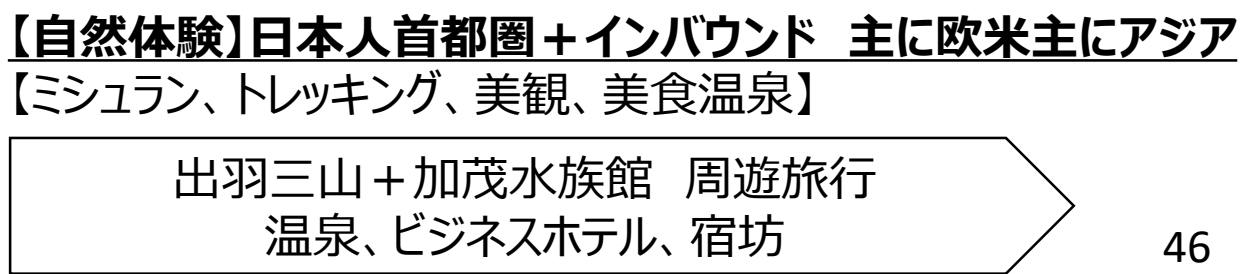 【自然体験】日本人首都圏＋インバウンド　主に欧米主にアジア
【ミシュラン、トレッキング、美観、美食温泉】
出羽三山＋加茂水族館　周遊旅行
温泉、ビジネスホテル、宿坊
46